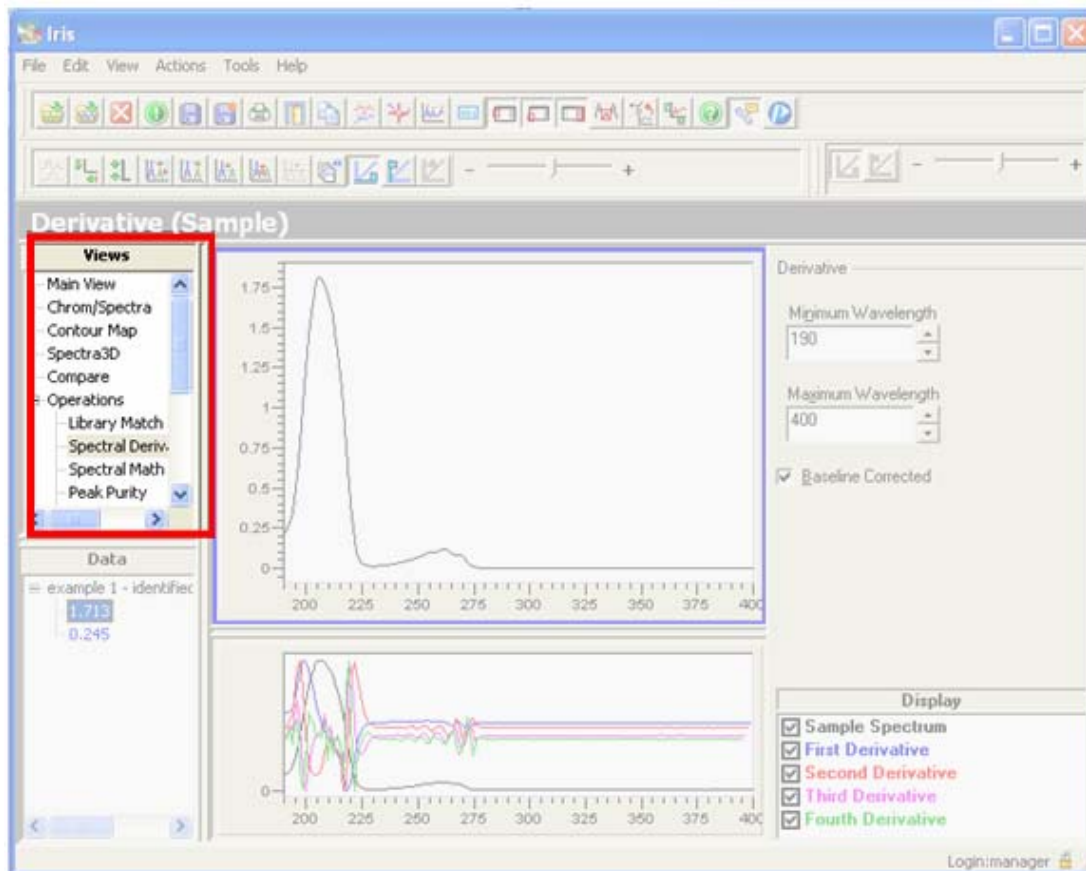 Iris
File Edit View Actions Tools Help
Derivative (Sample)
Views
Main View
Chrom/Spectra
Contour Map
Spectra3D
Compare
Operations
Library Match
Spectral Deriv.
Spectral Math
Peak Purity
Data
example 1 - identified
1.713
0.245
1.75
1.5
1.25
1
0.75
0.5
0.25
0
200 225 250 275 300 325 350 375 400
0
200 225 250 275 300 325 350 375 400
Derivative
Minimum Wavelength
190
Maximum Wavelength
400
Baseline Corrected
Display
Sample Spectrum
First Derivative
Second Derivative
Third Derivative
Fourth Derivative
Login:manager